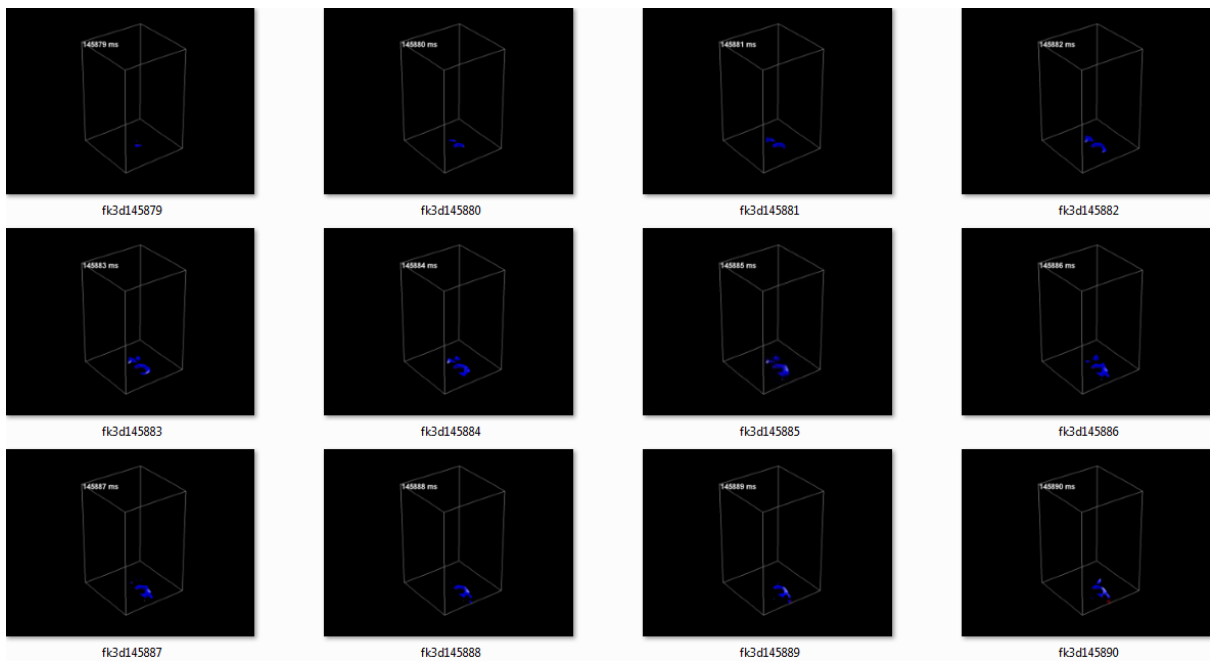 145879 ms
145880 ms
145881 ms
145882 ms
fk3d145879
fk3d145880
fk3d145881
fk3d145882
145883 ms
145884 ms
145885 ms
145886 ms
fk3d145883
fk3d145884
fk3d145885
fk3d145886
145887 ms
145888 ms
145889 ms
145890 ms
fk3d145887
fk3d145888
fk3d145889
fk3d145890